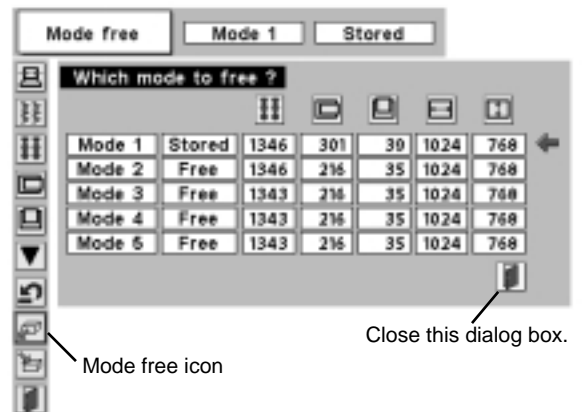 Mode free Mode 1 Stored
Which mode to free ?
Mode 1 Stored 1346 301 39 1024 768
Mode 2 Free 1346 216 35 1024 768
Mode 3 Free 1343 216 35 1024 768
Mode 4 Free 1343 216 35 1024 768
Mode 5 Free 1343 216 35 1024 768
Close this dialog box.
Mode free icon